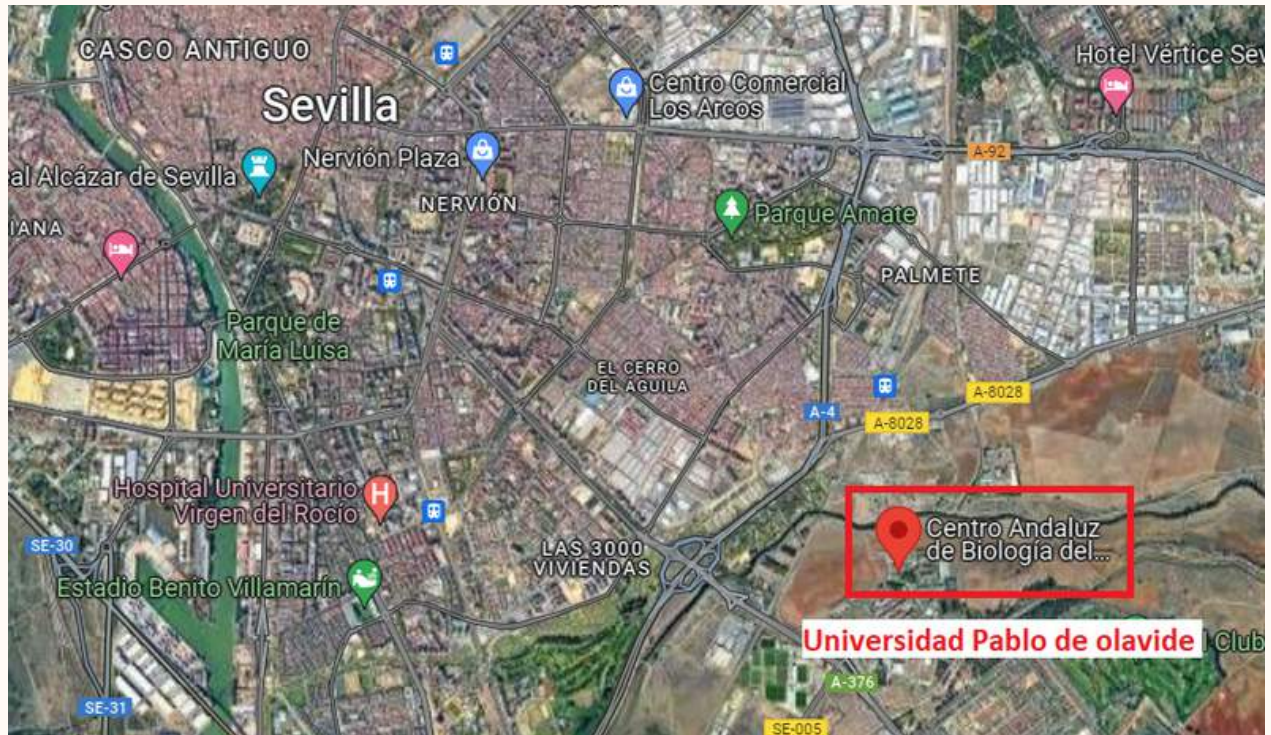 CASCO ANTIGUO
Hotel Vértice Sev
Sevilla
Centro Comercial
Los Arcos
Nervión Plaza
A-92
al Alcázar de Sevilla
NERVIÓN
Parque Amate
IANA
PALMETE
Parque de
María Luisa
EL CERRO
DEL AGUILA
A-8028
A-4
A-8028
Hospital Universitario
Virgen del Rocío
H
Centro Andaluz
de Biología del...
SE-30
LAS 3000
VIVIENDAS
Estadio Benito Villamarín
Universidad Pablo de olavide
l Club
A-376
SE-31
SE-005